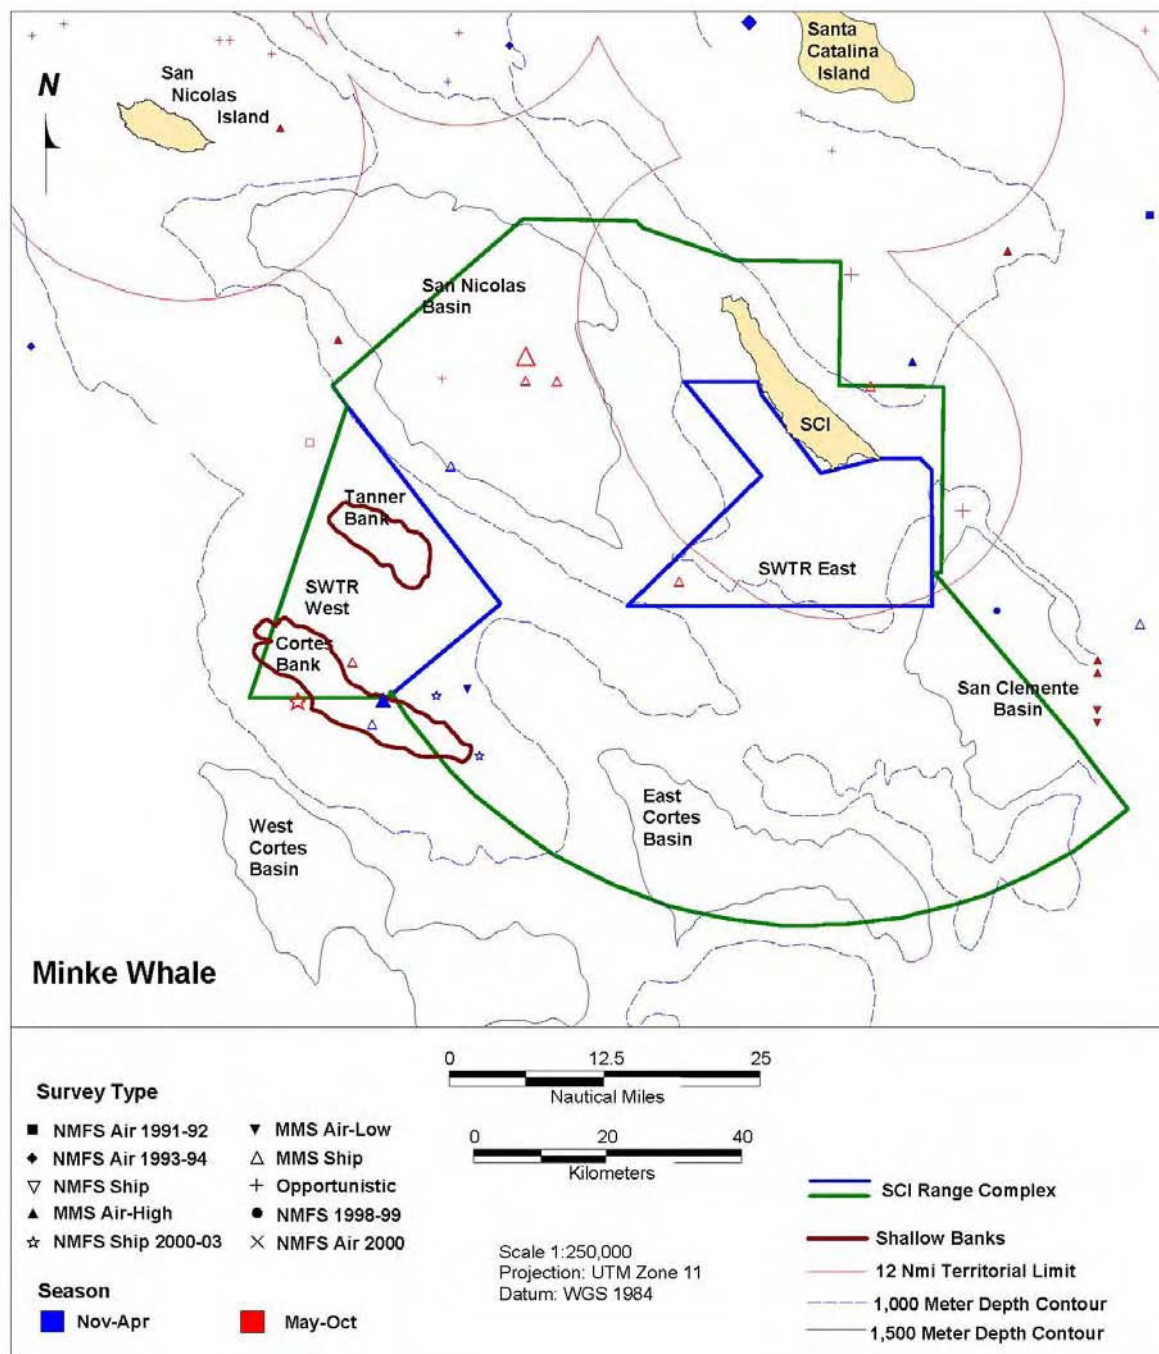 Santa
Catalina
Island
San
Nicolas
Island
N
San Nicolas
Basin
SCI
Tanner
Bank
SWTR East
SWTR
West
Cortes
Bank
San Clemente
Basin
East
Cortes
Basin
West
Cortes
Basin
Minke Whale
0 12.5 25
Nautical Miles
0 20 40
Kilometers
Survey Type
NMFS Air 1991-92
NMFS Air 1993-94
NMFS Ship
MMS Air-High
NMFS Ship 2000-03
MMS Air-Low
MMS Ship
Opportunistic
NMFS 1998-99
NMFS Air 2000
Season
Nov-Apr
May-Oct
Scale 1:250,000
Projection: UTM Zone 11
Datum: WGS 1984
SCI Range Complex
Shallow Banks
12 Nmi Territorial Limit
1,000 Meter Depth Contour
1,500 Meter Depth Contour